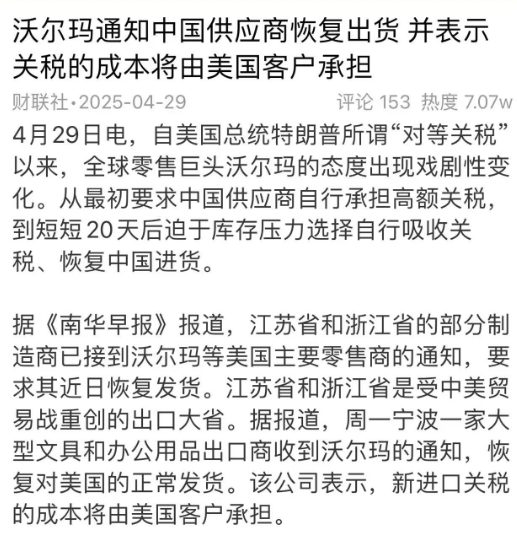 沃尔玛通知中国供应商恢复出货 并表示
关税的成本将由美国客户承担
财联社·2025-04-29 评论 153 热度 7.07w
4月29日电，自美国总统特朗普所谓“对等关税”
以来，全球零售巨头沃尔玛的态度出现戏剧性变
化。从最初要求中国供应商自行承担高额关税，
到短短20天后迫于库存压力选择自行吸收关
税、恢复中国进货。
据《南华早报》报道，江苏省和浙江省的部分制
造商已接到沃尔玛等美国主要零售商的通知，要
求其近日恢复发货。江苏省和浙江省是受中美贸
易战重创的出口大省。据报道，周一宁波一家大
型文具和办公用品出口商收到沃尔玛的通知，恢
复对美国的正常发货。该公司表示，新进口关税
的成本将由美国客户承担。